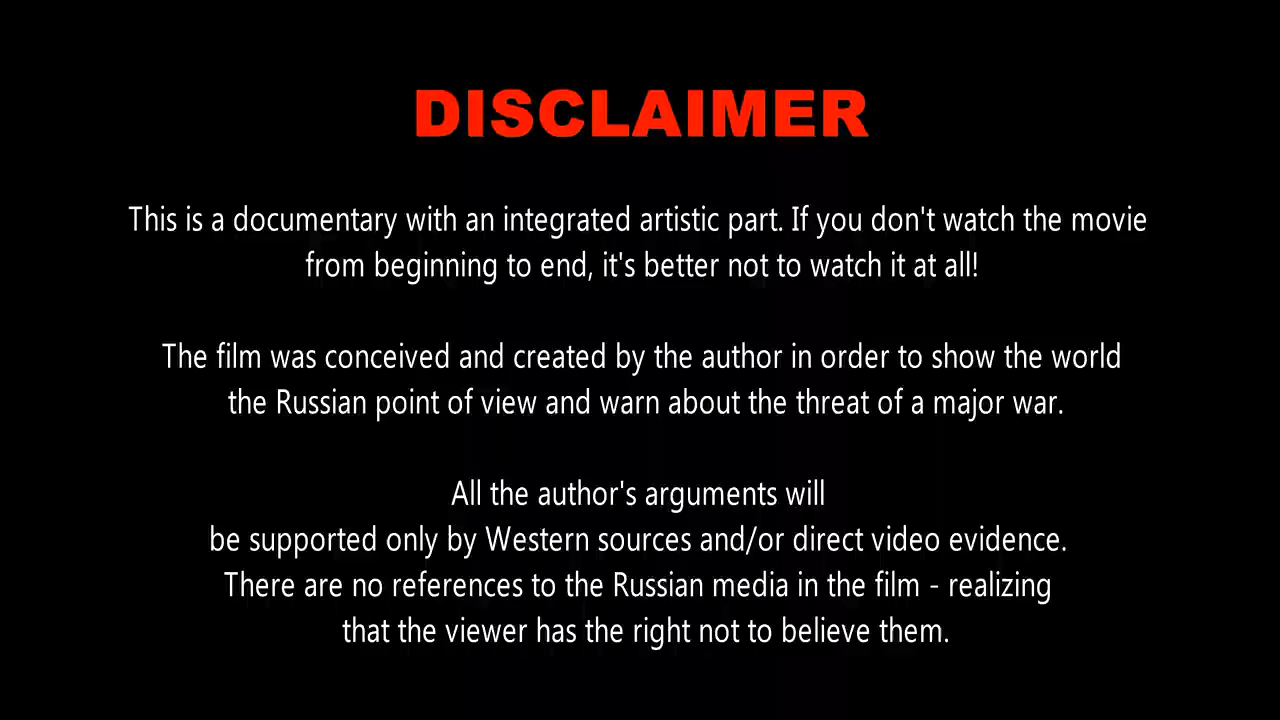 DISCLAIMER
This is a documentary with an integrated artistic part. If you don't watch the movie
from beginning to end, it's better not to watch it at all!
The film was conceived and created by the author in order to show the world
the Russian point of view and warn about the threat of a major war.
All the author's arguments will
be supported only by Western sources and/or direct video evidence.
There are no references to the Russian media in the film - realizing
that the viewer has the right not to believe them.